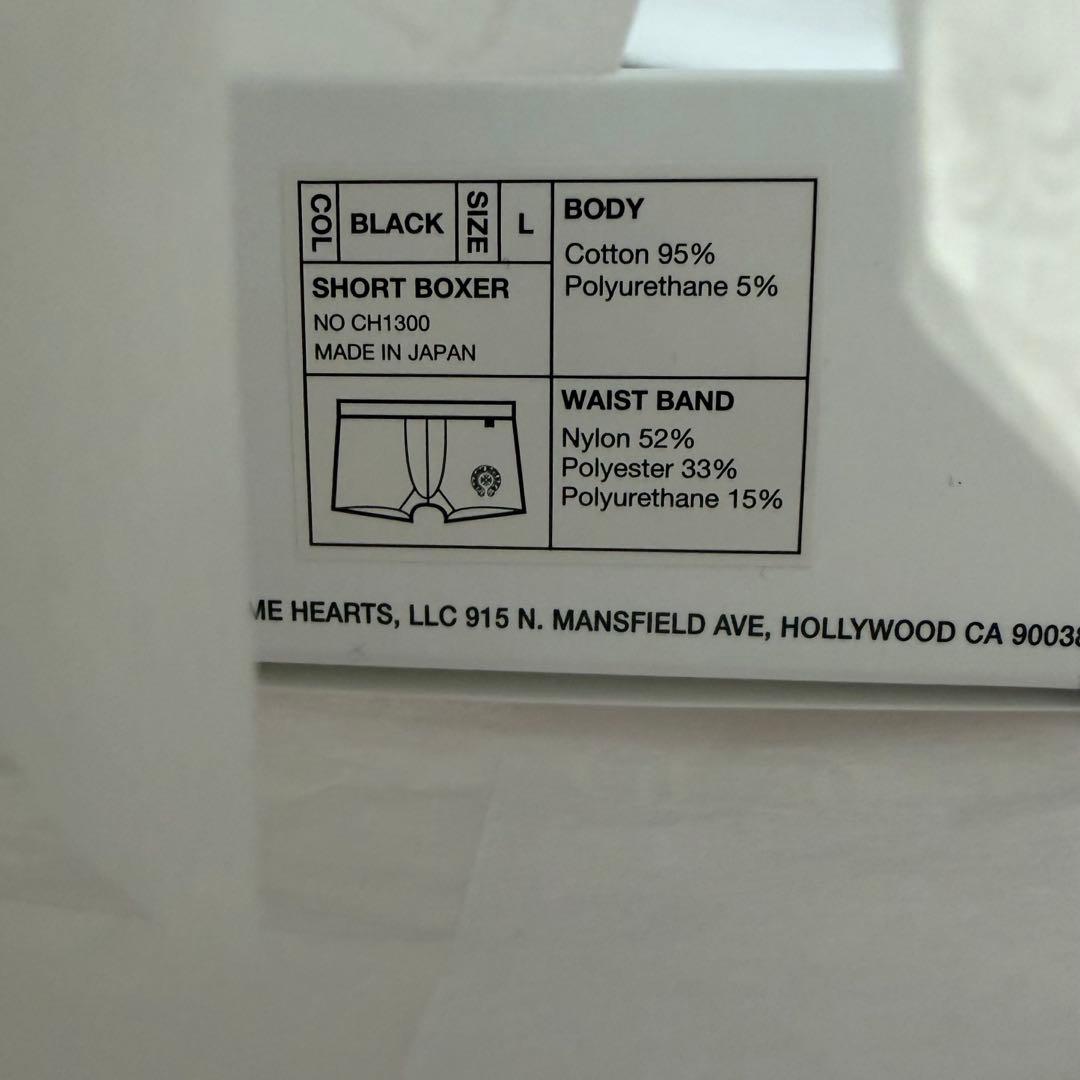 COL BLACK SIZE L
SHORT BOXER
NO CH1300
MADE IN JAPAN
BODY
Cotton 95%
Polyurethane 5%
WAIST BAND
Nylon 52%
Polyester 33%
Polyurethane 15%
ME HEARTS, LLC 915 N. MANSFIELD AVE, HOLLYWOOD CA 90038